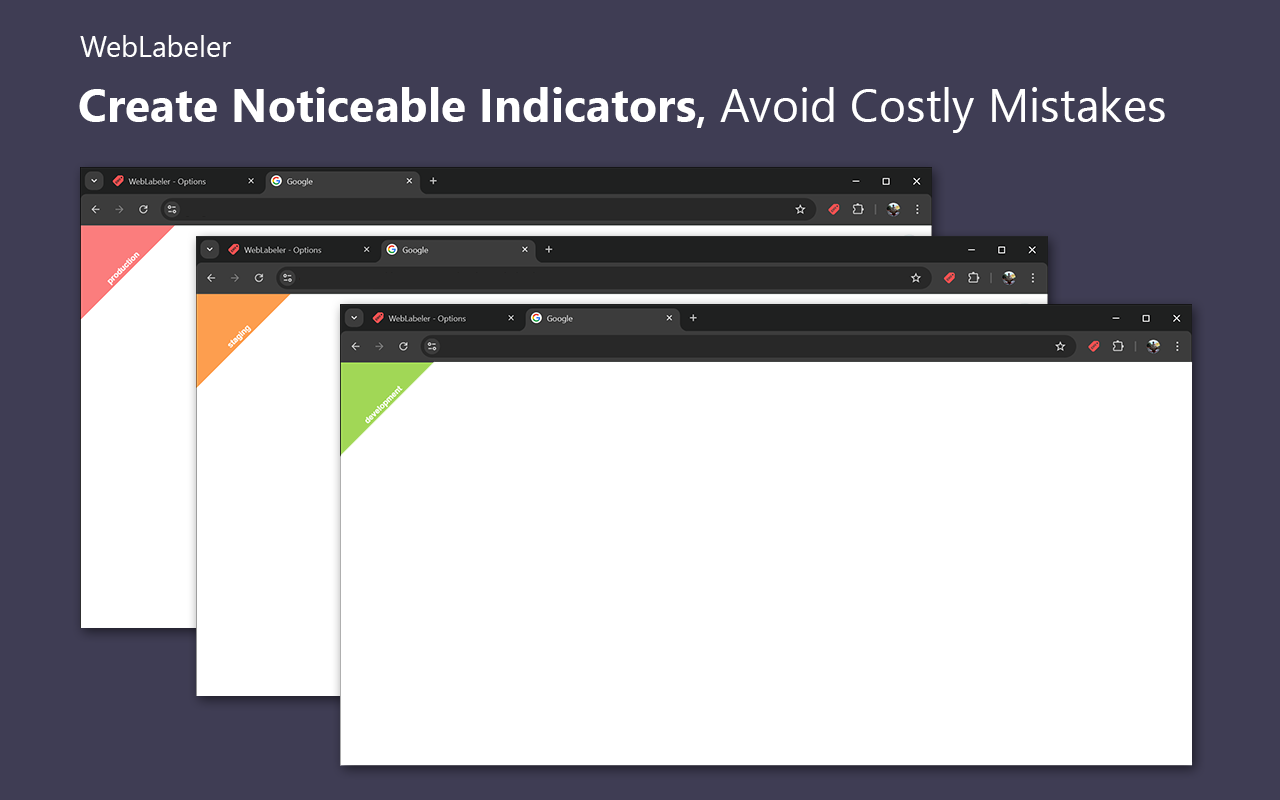 WebLabeler
Create Noticeable Indicators, Avoid Costly Mistakes
WebLabeler - Options
Google
production
WebLabeler - Options
Google
staging
WebLabeler - Options
Google
development